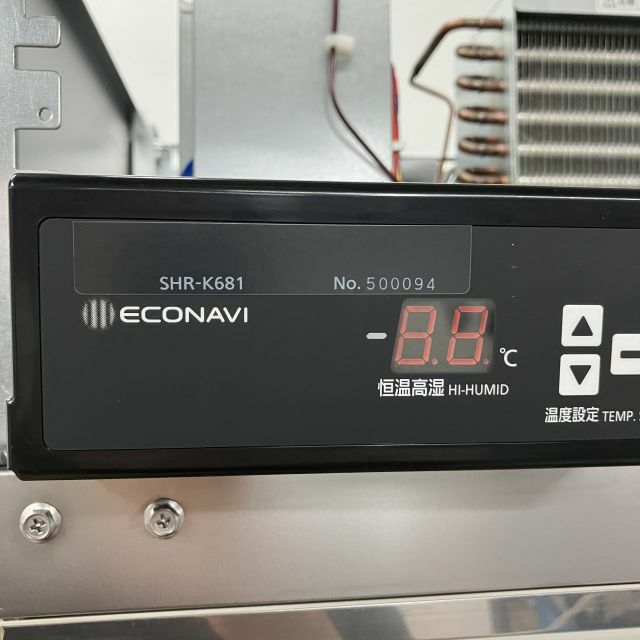 SHR-K681 No. 500094
ECONAVI
-8.8. ℃
恒温高湿 HI-HUMID
温度設定 TEMP.